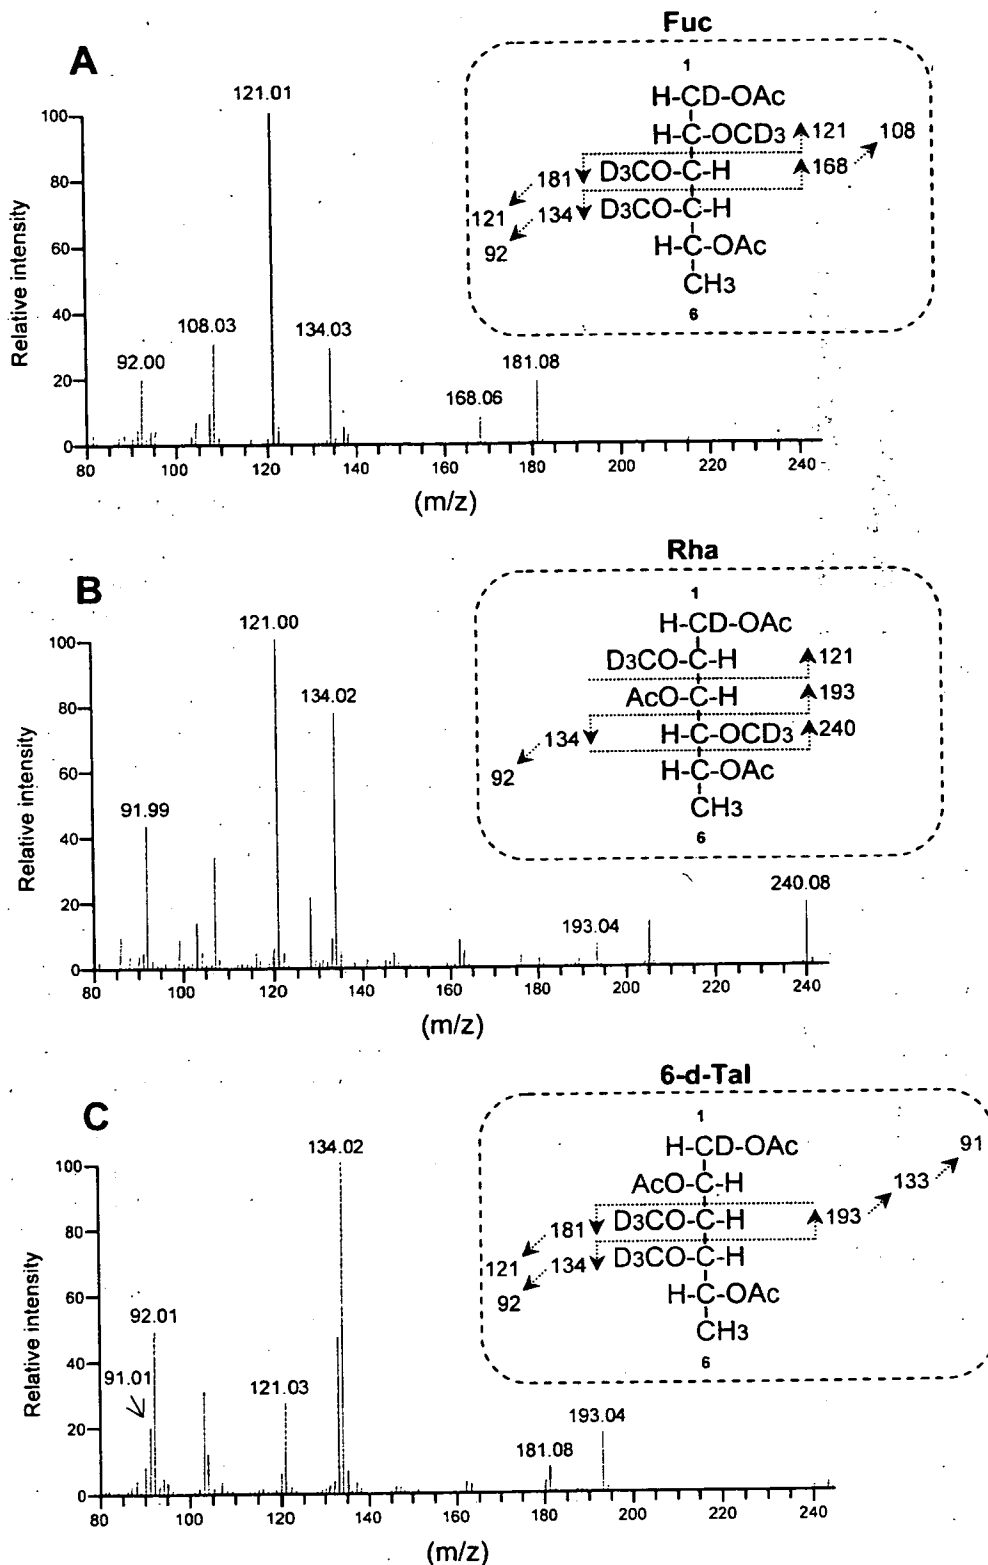 Fuc
A
1
H-CD-OAc
H-C-OCD3
121
108
D3CO-C-H
168
181
D3CO-C-H
134
121
H-C-OAc
92
CH3
6
121.01
108.03
134.03
92.00
168.06
181.08
Relative intensity
100
80
60
40
20
0
80 100 120 140 160 180 200 220 240
(m/z)
Rha
B
1
H-CD-OAc
D3CO-C-H
121
AcO-C-H
193
H-C-OCD3
240
134
H-C-OAc
92
CH3
6
121.00
134.02
91.99
193.04
240.08
Relative intensity
100
80
60
40
20
0
80 100 120 140 160 180 200 220 240
(m/z)
6-d-Tal
C
1
H-CD-OAc
91
AcO-C-H
133
D3CO-C-H
193
181
D3CO-C-H
121
134
H-C-OAc
92
CH3
6
134.02
92.01
91.01
121.03
181.08
193.04
Relative intensity
100
80
60
40
20
0
80 100 120 140 160 180 200 220 240
(m/z)